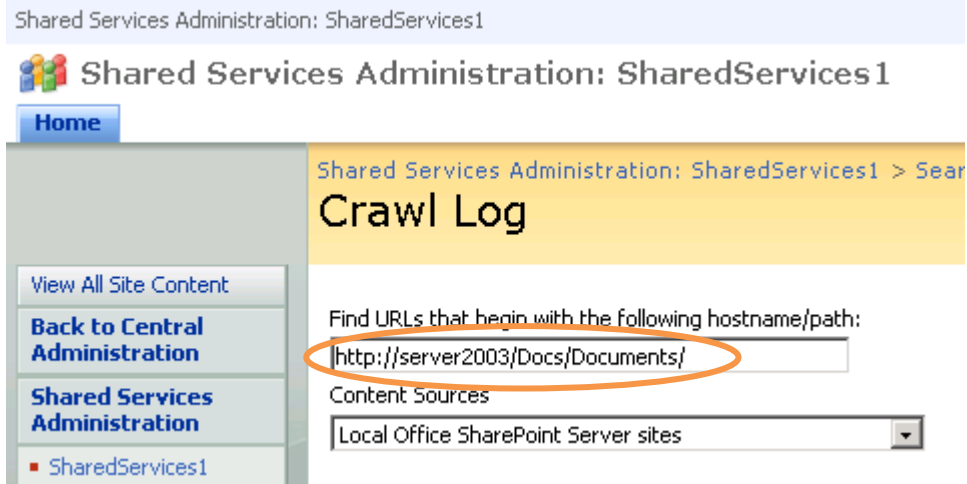 Shared Services Administration: SharedServices1
Shared Services Administration: SharedServices1
Home
Shared Services Administration: SharedServices1 > Sear
Crawl Log
View All Site Content
Back to Central
Administration
Shared Services
Administration
SharedServices1
Find URLs that begin with the following hostname/path:
http://server2003/Docs/Documents/
Content Sources
Local Office SharePoint Server sites